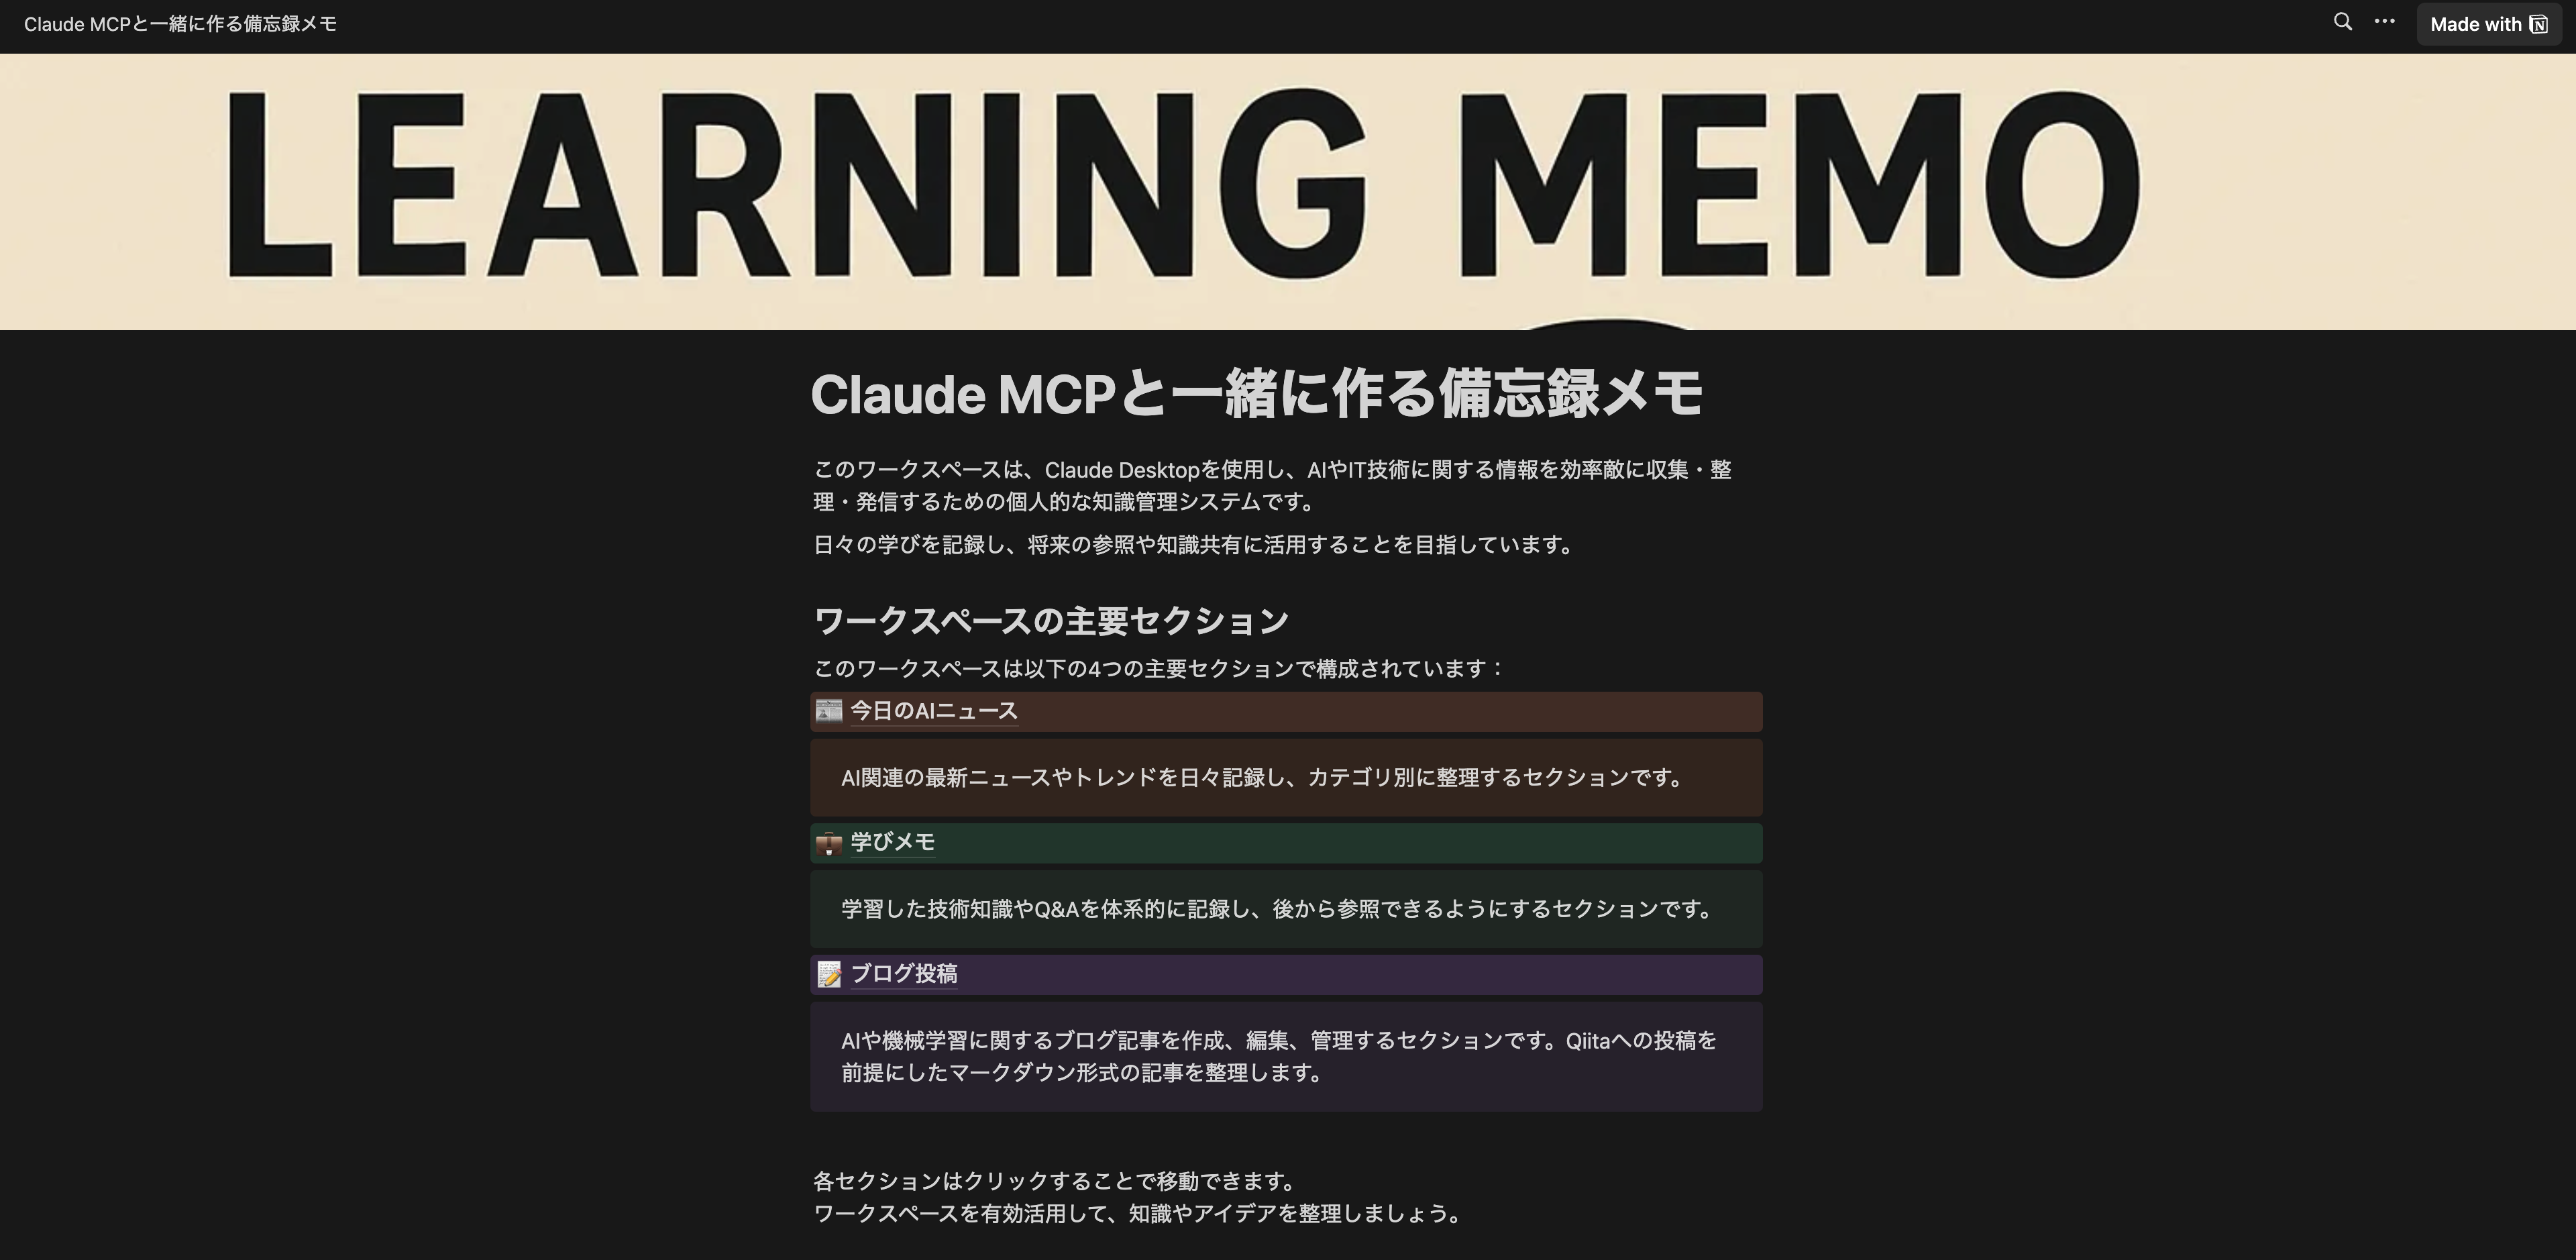 Claude MCPと一緒に作る備忘録メモ
Made with
LEARNING MEMO
Claude MCPと一緒に作る備忘録メモ
このワークスペースは、Claude Desktopを使用し、AIやIT技術に関する情報を効率敵に収集・整
理・発信するための個人的な知識管理システムです。
日々の学びを記録し、将来の参照や知識共有に活用することを目指しています。
ワークスペースの主要セクション
このワークスペースは以下の4つの主要セクションで構成されています：
今日のAIニュース
AI関連の最新ニュースやトレンドを日々記録し、カテゴリ別に整理するセクションです。
学びメモ
学習した技術知識やQ&Aを体系的に記録し、後から参照できるようにするセクションです。
ブログ投稿
AIや機械学習に関するブログ記事を作成、編集、管理するセクションです。Qiitaへの投稿を
前提にしたマークダウン形式の記事を整理します。
各セクションはクリックすることで移動できます。
ワークスペースを有効活用して、知識やアイデアを整理しましょう。